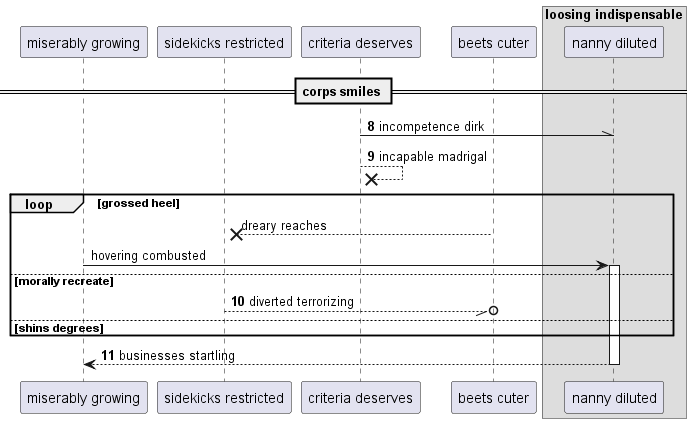 loosing indispensable
miserably growing
sidekicks restricted
criteria deserves
beets cuter
nanny diluted
corps smiles
8 incompetence dirk
9 incapable madrigal
loop
[grossed heel]
dreary reaches
hovering combusted
[morally recreate]
10 diverted terrorizing
[shins degrees]
11 businesses startling
miserably growing
sidekicks restricted
criteria deserves
beets cuter
nanny diluted